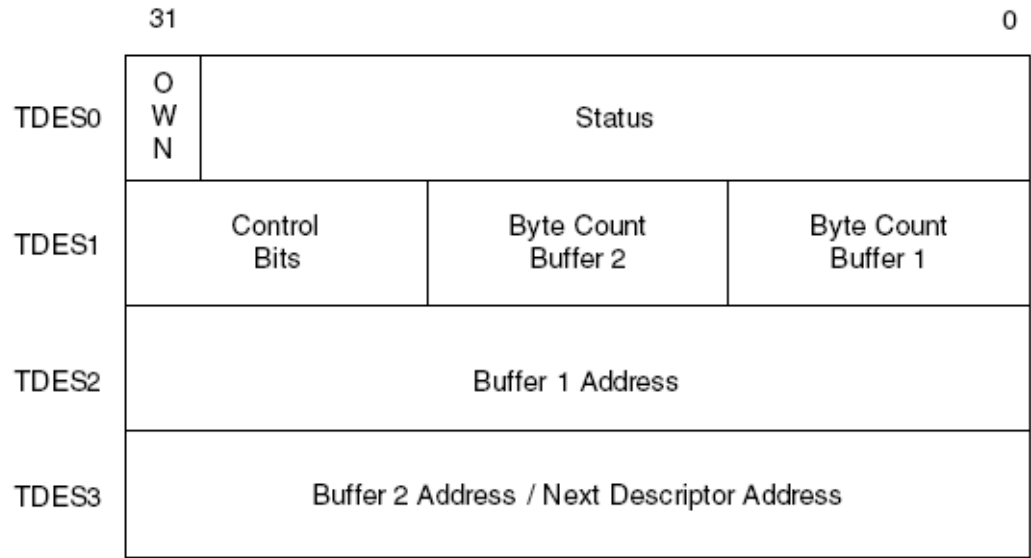 31 0
TDES0
O
W
N
Status
TDES1
Control
Bits
Byte Count
Buffer 2
Byte Count
Buffer 1
TDES2
Buffer 1 Address
TDES3
Buffer 2 Address / Next Descriptor Address